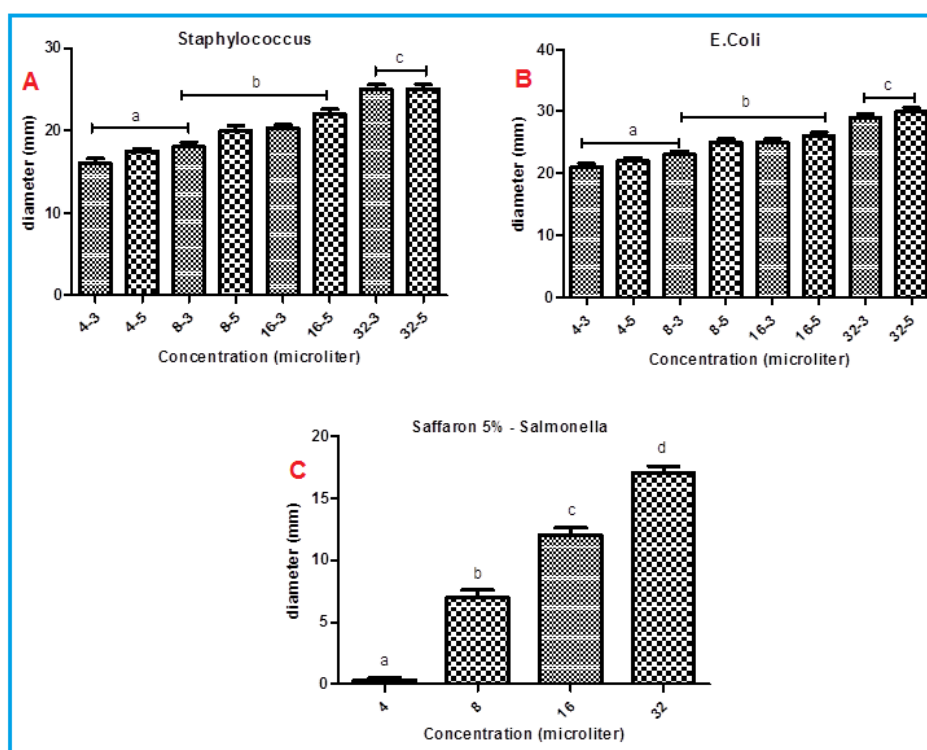 Staphylococcus
A
a
b
c
30
20
10
0
diameter (mm)
4-3 4-5 8-3 8-5 16-3 16-5 32-3 32-5
Concentration (microliter)
E.Coli
B
a
b
c
40
30
20
10
0
diameter (mm)
4-3 4-5 8-3 8-5 16-3 16-5 32-3 32-5
Concentration (microliter)
Saffaron 5% - Salmonella
C
a
b
c
d
20
15
10
5
0
diameter (mm)
4 8 16 32
Concentration (microliter)